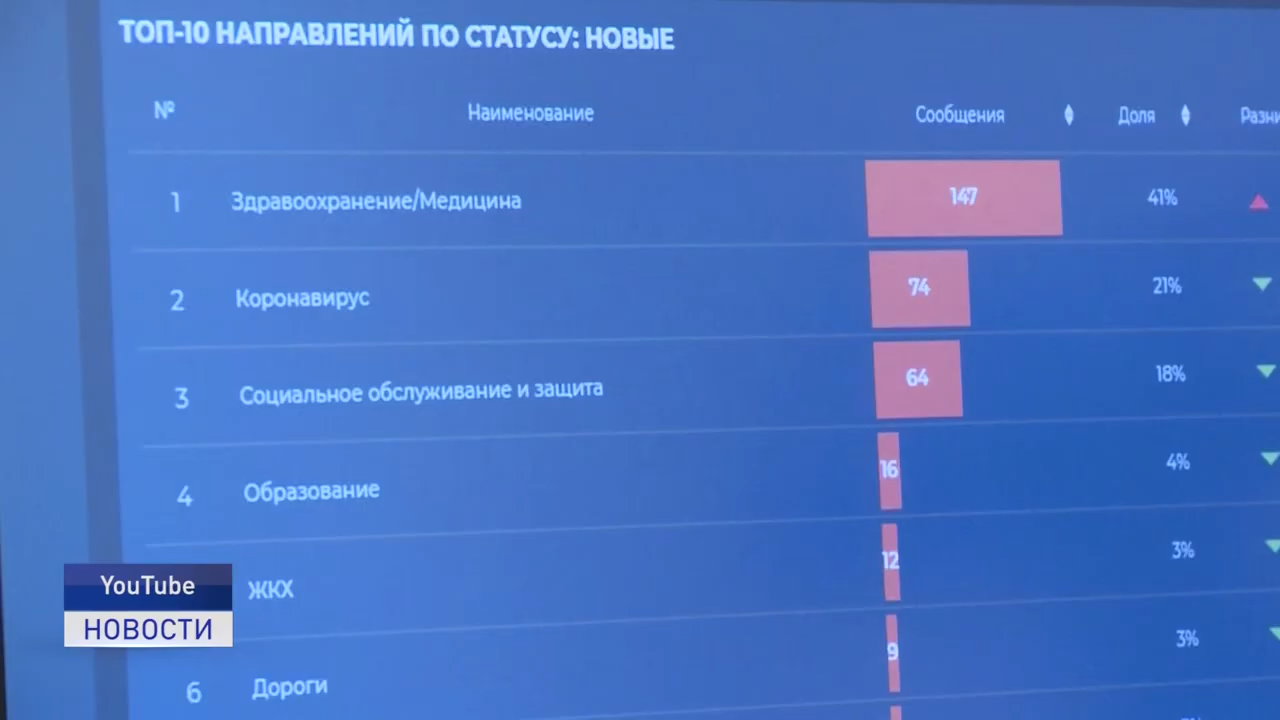 ТОП-10 НАПРАВЛЕНИЙ ПО СТАТУСУ: НОВЫЕ
№ Наименование Сообщения Доля
1 Здравоохранение/Медицина 147 41%
2 Коронавирус 74 21%
3 Социальное обслуживание и защита 64 18%
4 Образование 16 4%
ЖКХ 12 3%
6 Дороги 9 3%
YouTube
НОВОСТИ